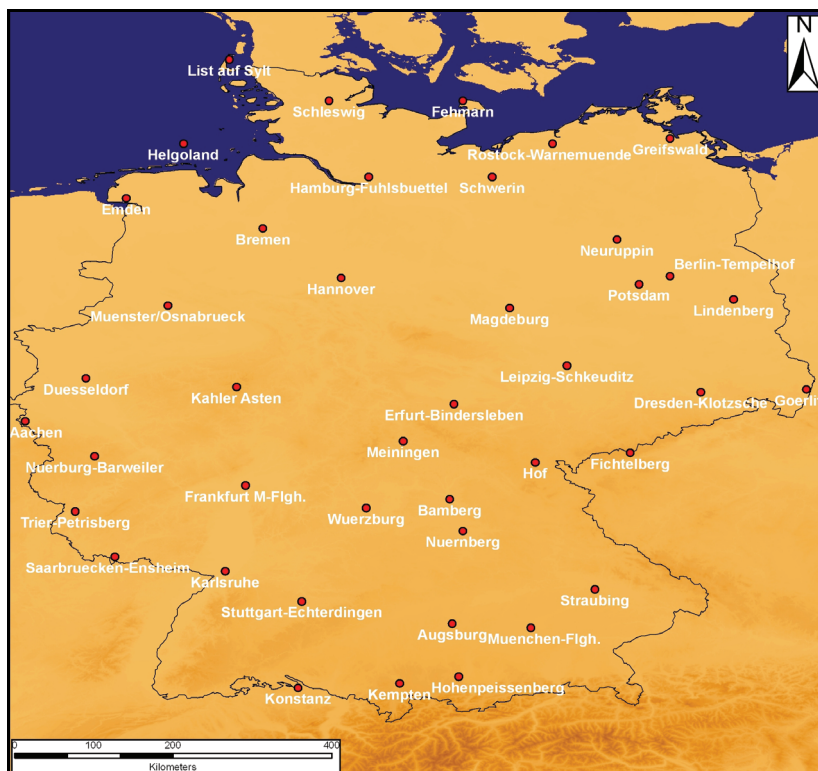 N
List auf Sylt
Schleswig
Fehmarn
Helgoland
Rostock-Warnemuende
Greifswald
Hamburg-Fuhlsbuettel
Schwerin
Emden
Bremen
Neuruppin
Berlin-Tempelhof
Hannover
Potsdam
Lindenberg
Muenster/Osnabrueck
Magdeburg
Leipzig-Schkeuditz
Duesseldorf
Kahler Asten
Dresden-Klotzsche
Goerlit
Erfurt-Bindersleben
Aachen
Meiningen
Nuerburg-Barweiler
Hof
Fichtelberg
Frankfurt M-Flgh.
Bamberg
Trier-Petrisberg
Wuerzburg
Nuernberg
Saarbruecken-Ensheim
Karlsruhe
Straubing
Stuttgart-Echterdingen
Augsburg
Muenchen-Flgh.
Konstanz
Kempten
Hohenpeissenberg
0 100 200 400
Kilometers